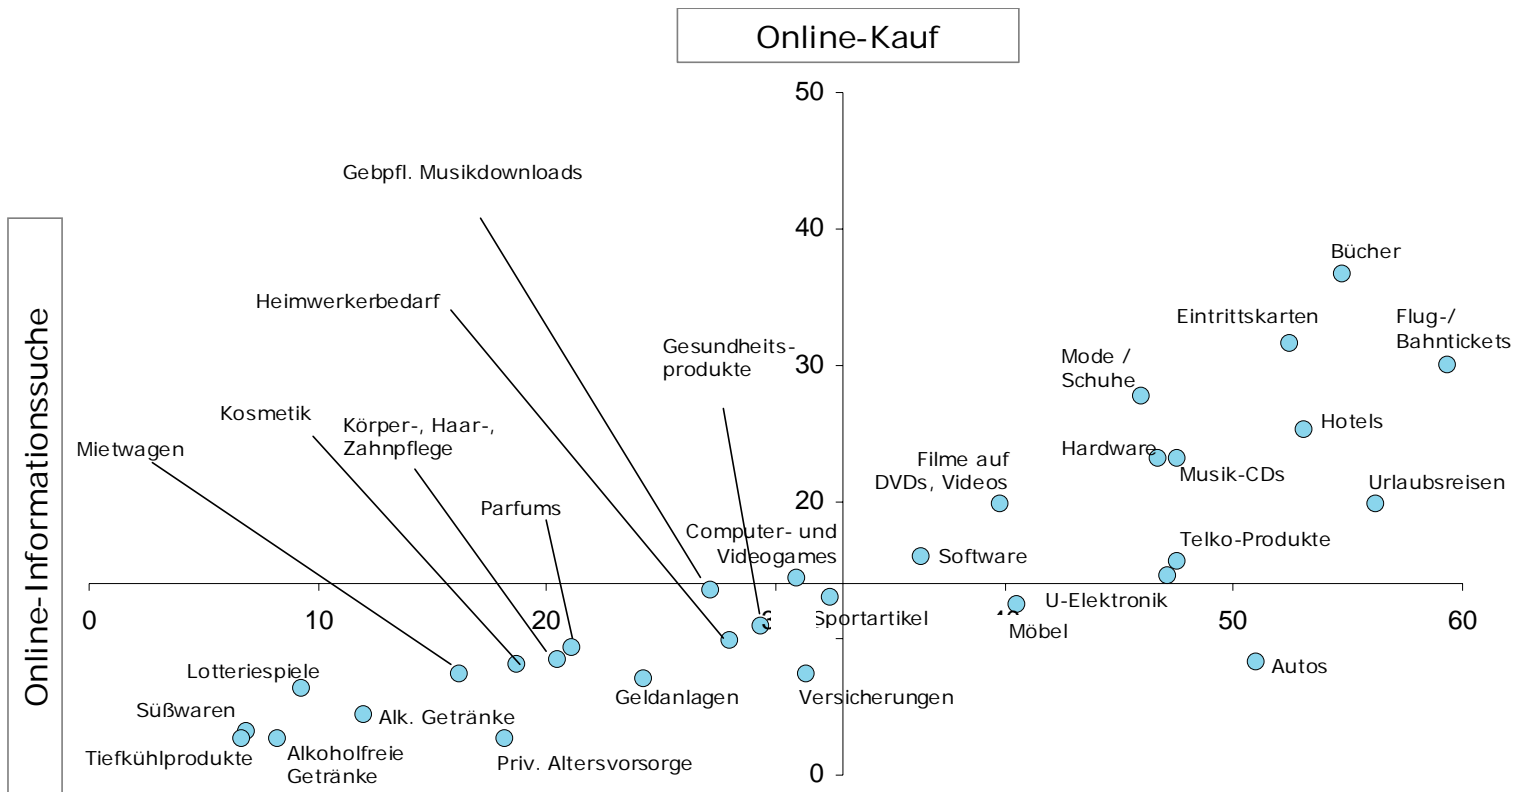 Online-Kauf
50
Gebpfl. Musikdownloads
40
Bücher
Heimwerkerbedarf
Eintrittskarten
Flug-/
Bahntickets
Gesundheits-
produkte
30
Mode /
Schuhe
Kosmetik
Körper-, Haar-,
Zahnpflege
Hotels
Mietwagen
Hardware
Filme auf
DVDs, Videos
Musik-CDs
Urlaubsreisen
20
Parfums
Computer- und
Videogames
Telko-Produkte
Software
Online-Informationssuche
0
10
20
Sportartikel
40
50
60
U-Elektronik
Möbel
Lotteriespiele
Autos
Geldanlagen
Versicherungen
Süßwaren
Alk. Getränke
Tiefkühlprodukte
Alkoholfreie
Getränke
Priv. Altersvorsorge
0